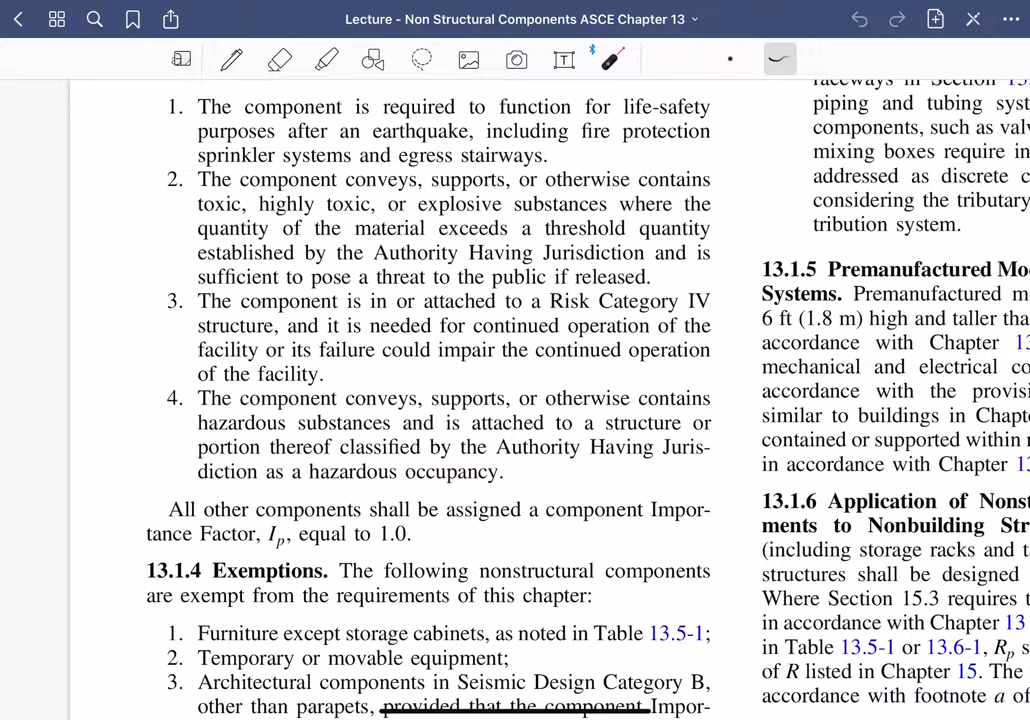 Lecture - Non Structural Components ASCE Chapter 13
T
1. The component is required to function for life-safety
purposes after an earthquake, including fire protection
sprinkler systems and egress stairways.
2. The component conveys, supports, or otherwise contains
toxic, highly toxic, or explosive substances where the
quantity of the material exceeds a threshold quantity
established by the Authority Having Jurisdiction and is
sufficient to pose a threat to the public if released.
3. The component is in or attached to a Risk Category IV
structure, and it is needed for continued operation of the
facility or its failure could impair the continued operation
of the facility.
4. The component conveys, supports, or otherwise contains
hazardous substances and is attached to a structure or
portion thereof classified by the Authority Having Juris-
diction as a hazardous occupancy.
All other components shall be assigned a component Impor-
tance Factor, Ip, equal to 1.0.
13.1.4 Exemptions. The following nonstructural components
are exempt from the requirements of this chapter:
1. Furniture except storage cabinets, as noted in Table 13.5-1;
2. Temporary or movable equipment;
3. Architectural components in Seismic Design Category B,
other than parapets, provided that the component Impor-
raceways in Section 13.
piping and tubing syst
components, such as valv
mixing boxes require in
addressed as discrete c
considering the tributary
tribution system.
13.1.5 Premanufactured Mo
Systems. Premanufactured m
6 ft (1.8 m) high and taller tha
accordance with Chapter 13
mechanical and electrical co
accordance with the provisi
similar to buildings in Chapt
contained or supported within
in accordance with Chapter 13
13.1.6 Application of Nonst
ments to Nonbuilding Str
(including storage racks and ta
structures shall be designed
Where Section 15.3 requires t
in accordance with Chapter 13
in Table 13.5-1 or 13.6-1, Rp s
of R listed in Chapter 15. The
accordance with footnote a of